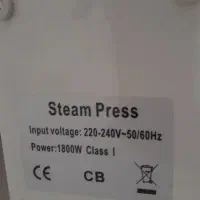 Steam Press
Input voltage: 220-240V~50/60Hz
Power:1800W Class I
CE CB